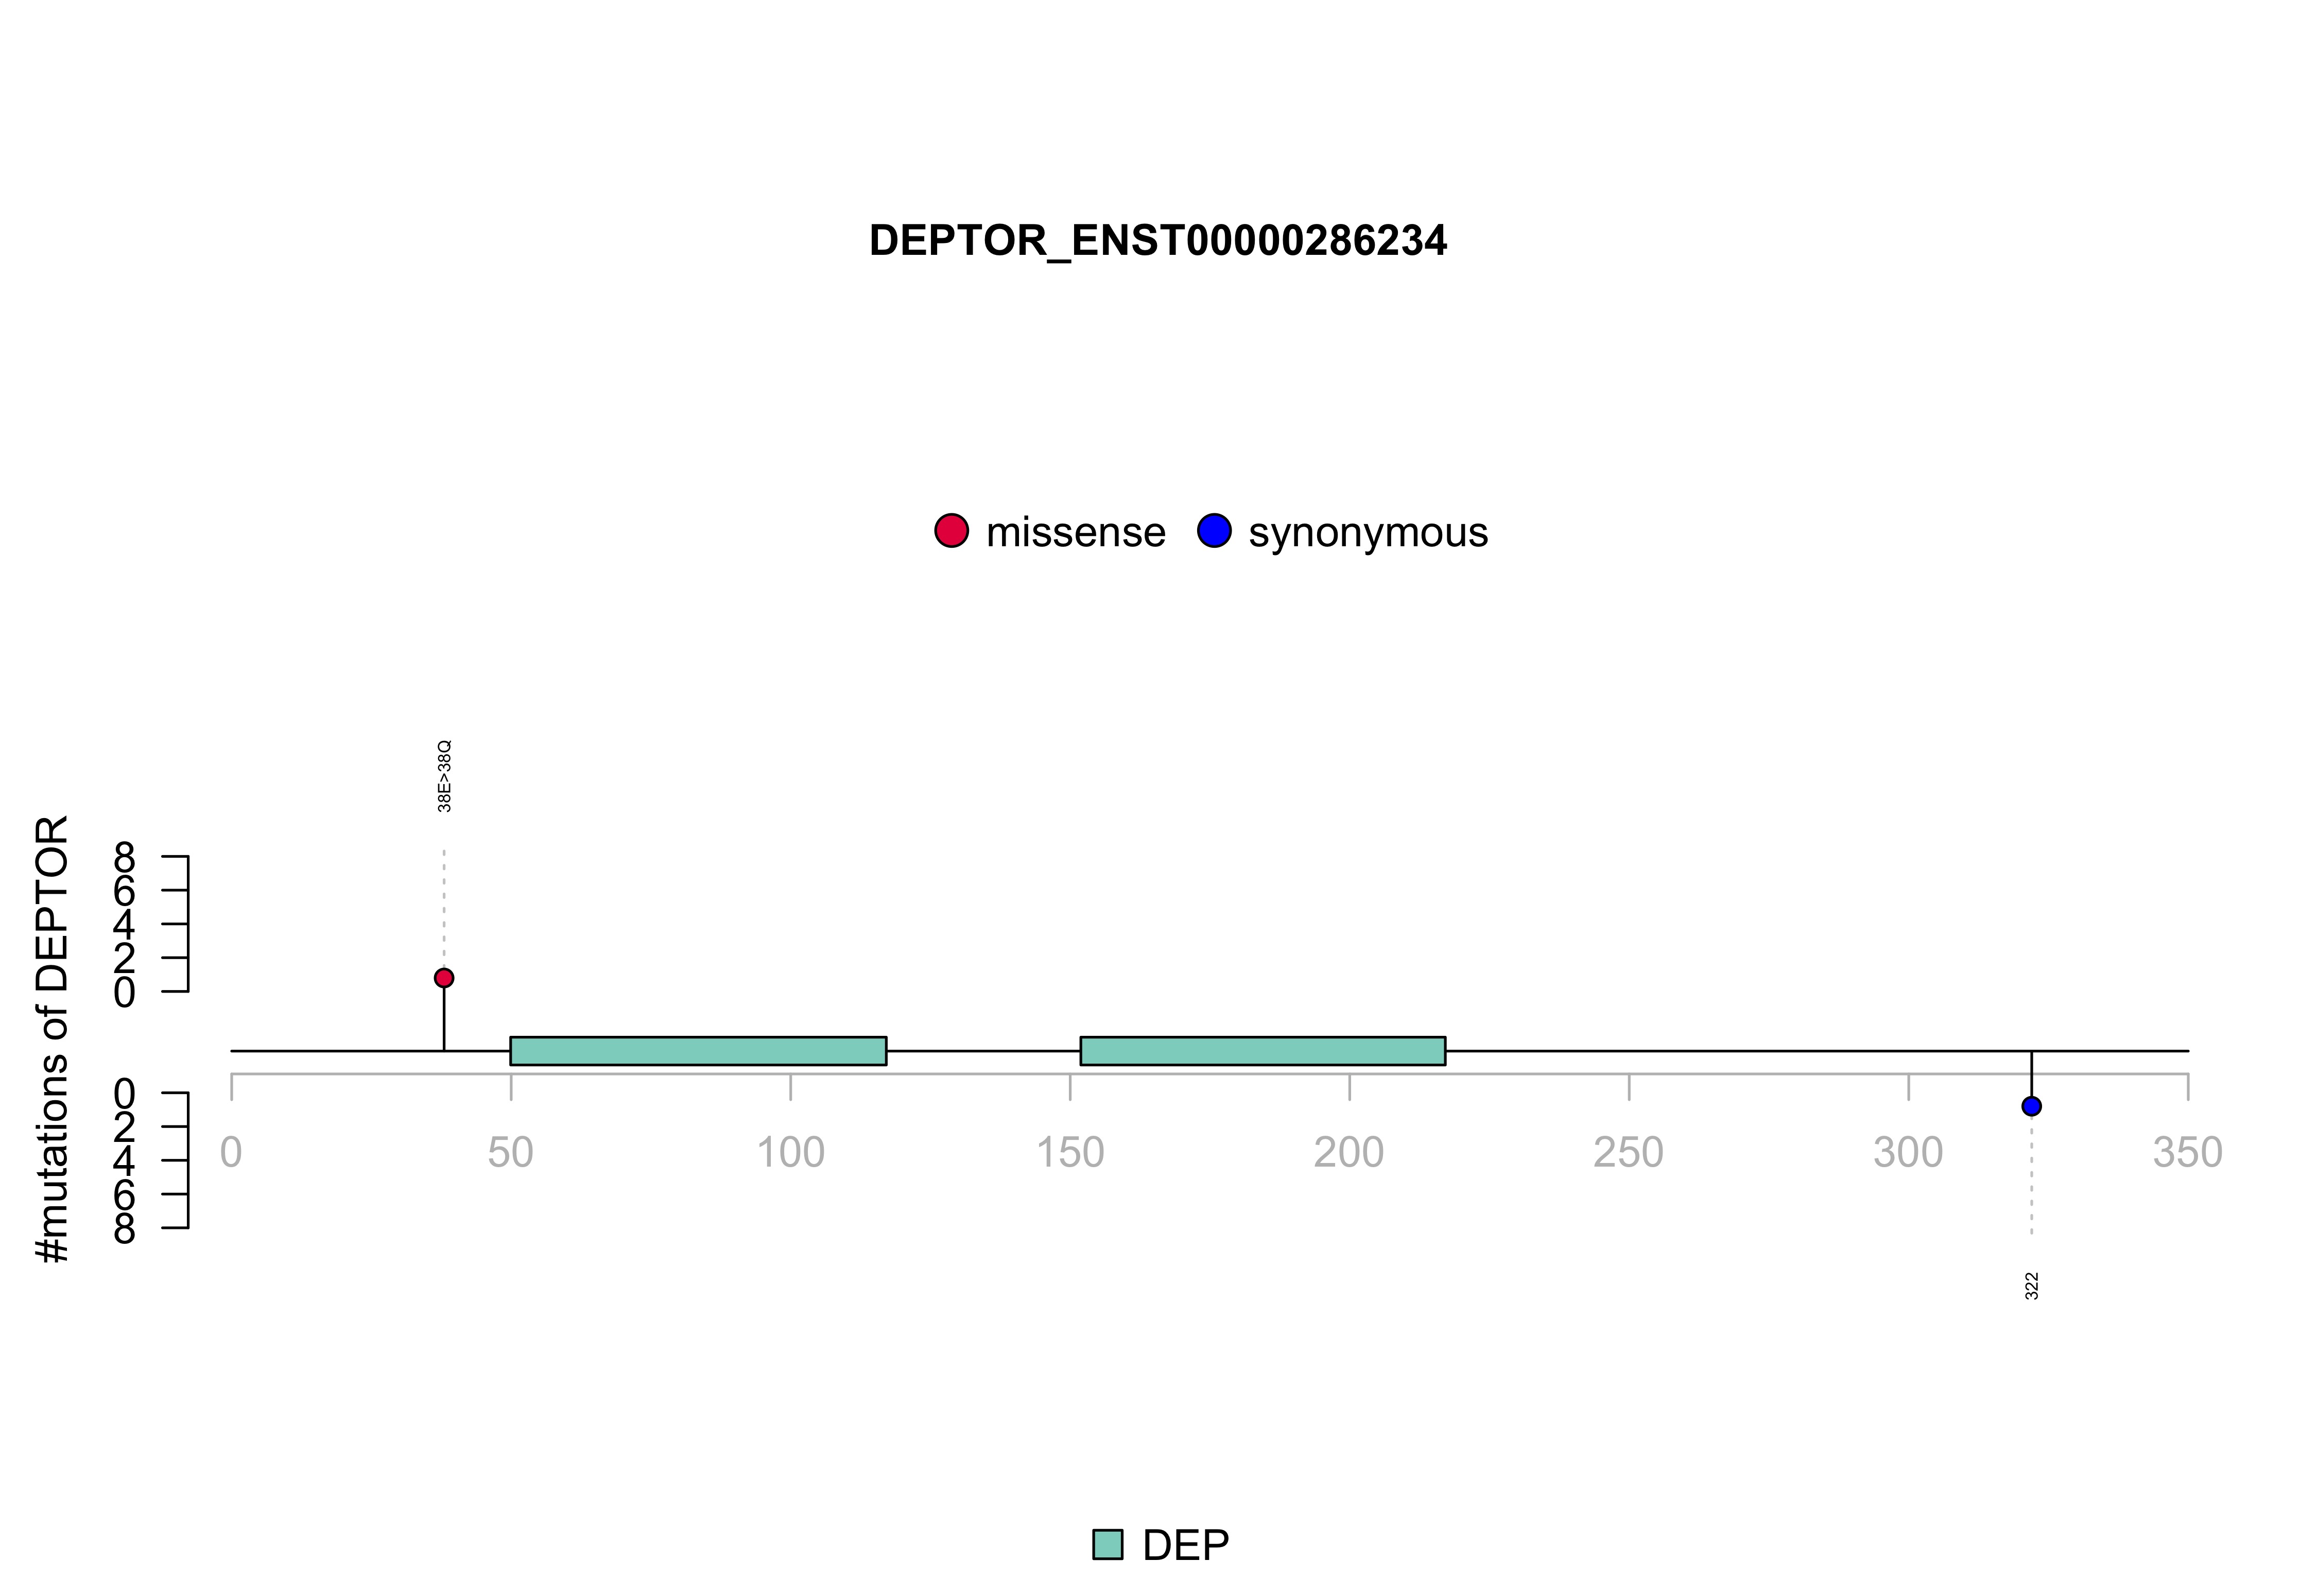 DEPTOR_ENST00000286234
missense
synonymous
38E>38Q
#mutations of DEPTOR
8
6
4
2
0
0
2
4
6
8
0 50 100 150 200 250 300 350
322
DEP